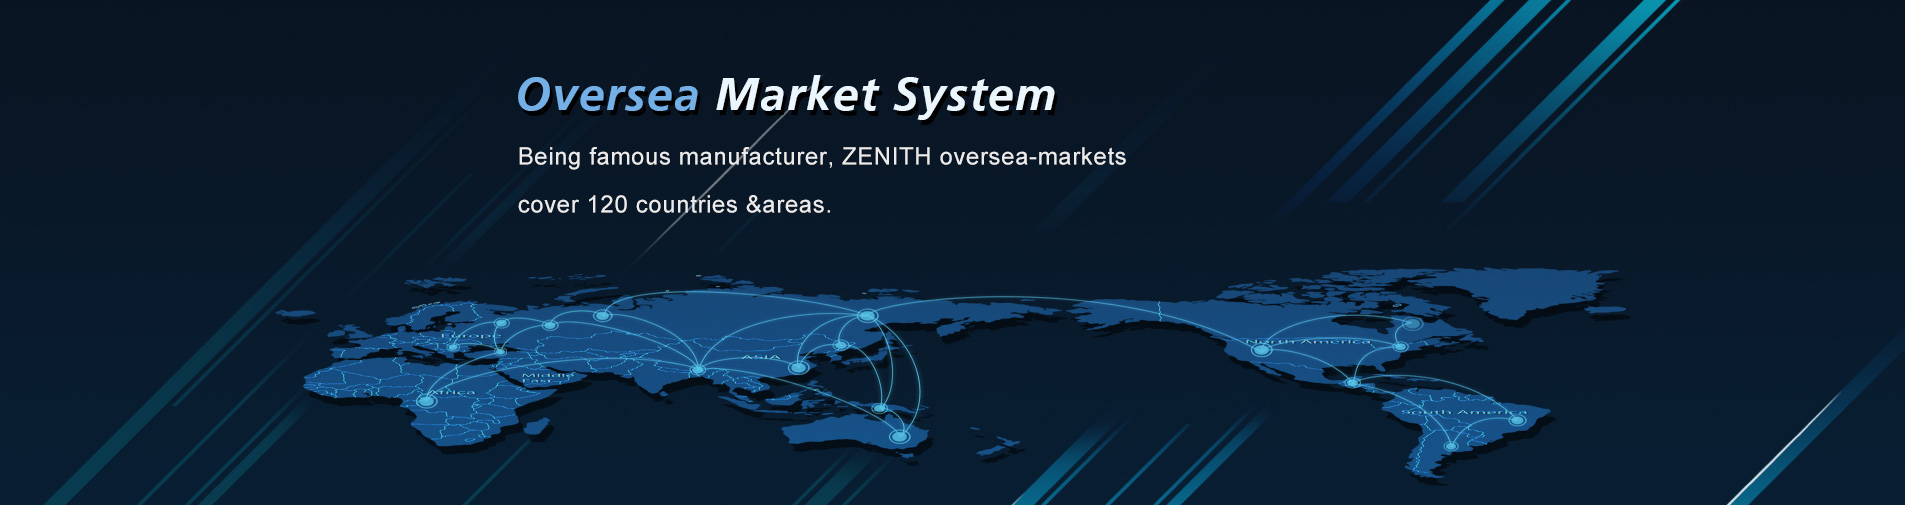 Oversea Market System
Being famous manufacturer, ZENITH oversea-markets
cover 120 countries &areas.
Europe
North America
ASIA
Middle
East
Africa
South America